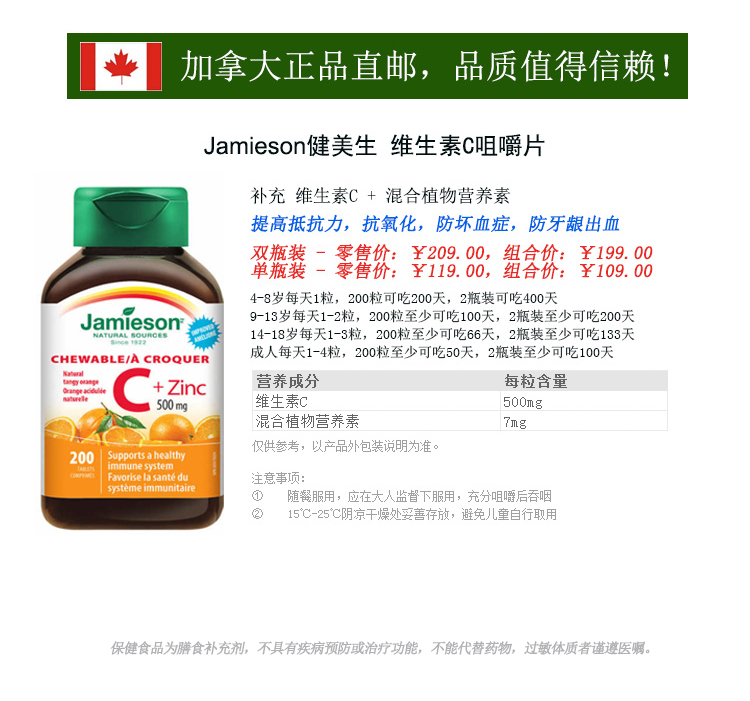 加拿大正品直邮，品质值得信赖！
Jamieson健美生 维生素C咀嚼片
补充 维生素C + 混合植物营养素
提高抵抗力，抗氧化，防坏血症，防牙龈出血
双瓶装 - 零售价：￥209.00，组合价：￥199.00
单瓶装 - 零售价：￥119.00，组合价：￥109.00
4-8岁每天1粒，200粒可吃200天，2瓶装可吃400天
9-13岁每天1-2粒，200粒至少可吃100天，2瓶装至少可吃200天
14-18岁每天1-3粒，200粒至少可吃66天，2瓶装至少可吃133天
成人每天1-4粒，200粒至少可吃50天，2瓶装至少可吃100天
营养成分 每粒含量
维生素C 500mg
混合植物营养素 7mg
仅供参考，以产品外包装说明为准。
注意事项：
① 随餐服用，应在大人监督下服用，充分咀嚼后吞咽
② 15℃-25℃阴凉干燥处妥善存放，避免儿童自行取用
Jamieson
NATURAL SOURCES
Since 1922
IMPROVED
AMÉLIORÉ
CHEWABLE/À CROQUER
Natural
tangy orange
Orange acidulée
naturelle
C + Zinc
500 mg
200
TABLETS
COMPRIMÉS
Supports a healthy
immune system
Favorise la santé du
système immunitaire
保健食品为膳食补充剂，不具有疾病预防或治疗功能，不能代替药物，过敏体质者谨遵医嘱。